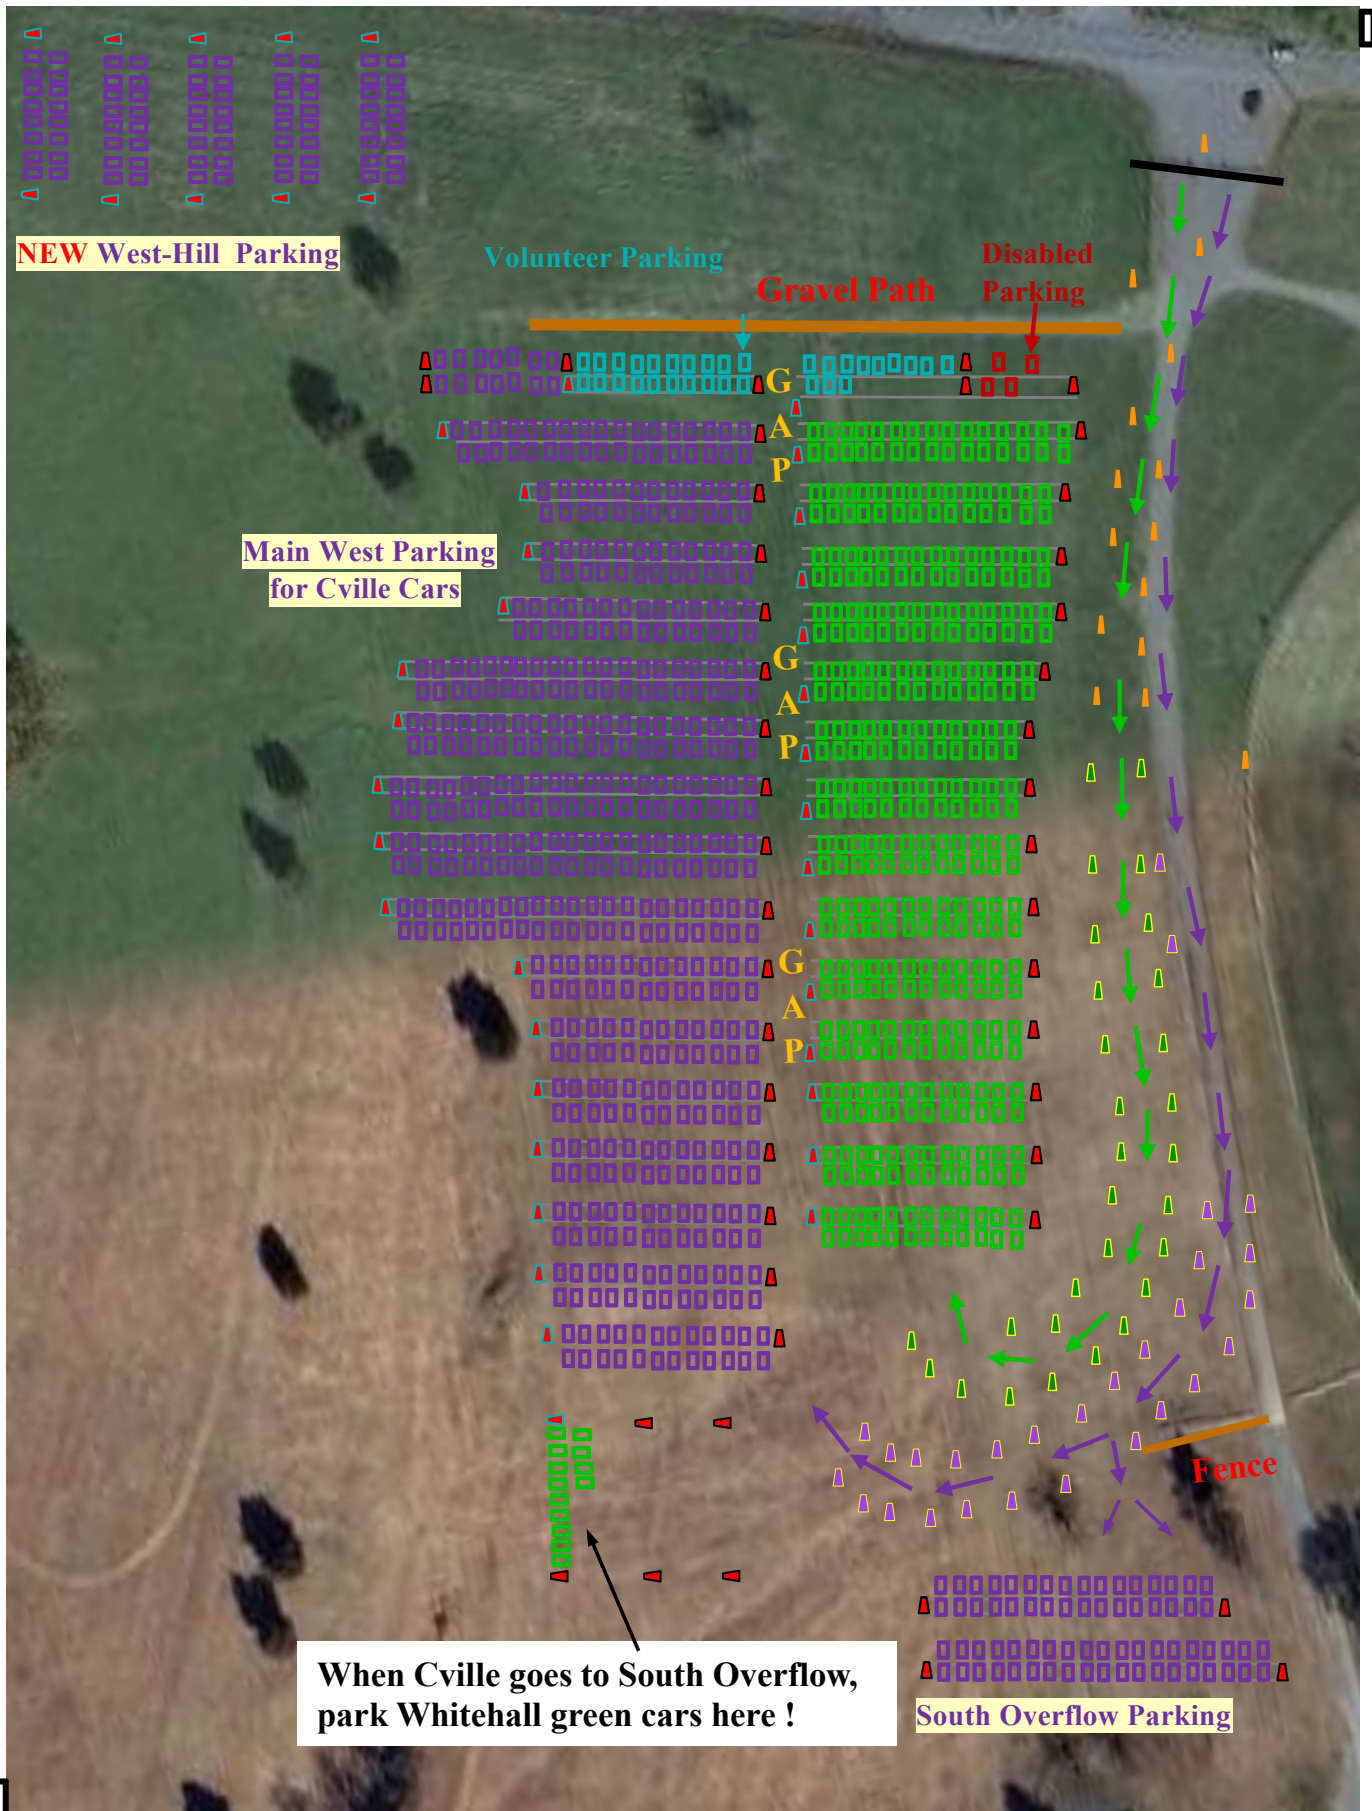 NEW West-Hill Parking
Volunteer Parking
Disabled
Parking
Gravel Path
G
A
P
Main West Parking
for Cville Cars
G
A
P
G
A
P
Fence
When Cville goes to South Overflow,
park Whitehall green cars here !
South Overflow Parking